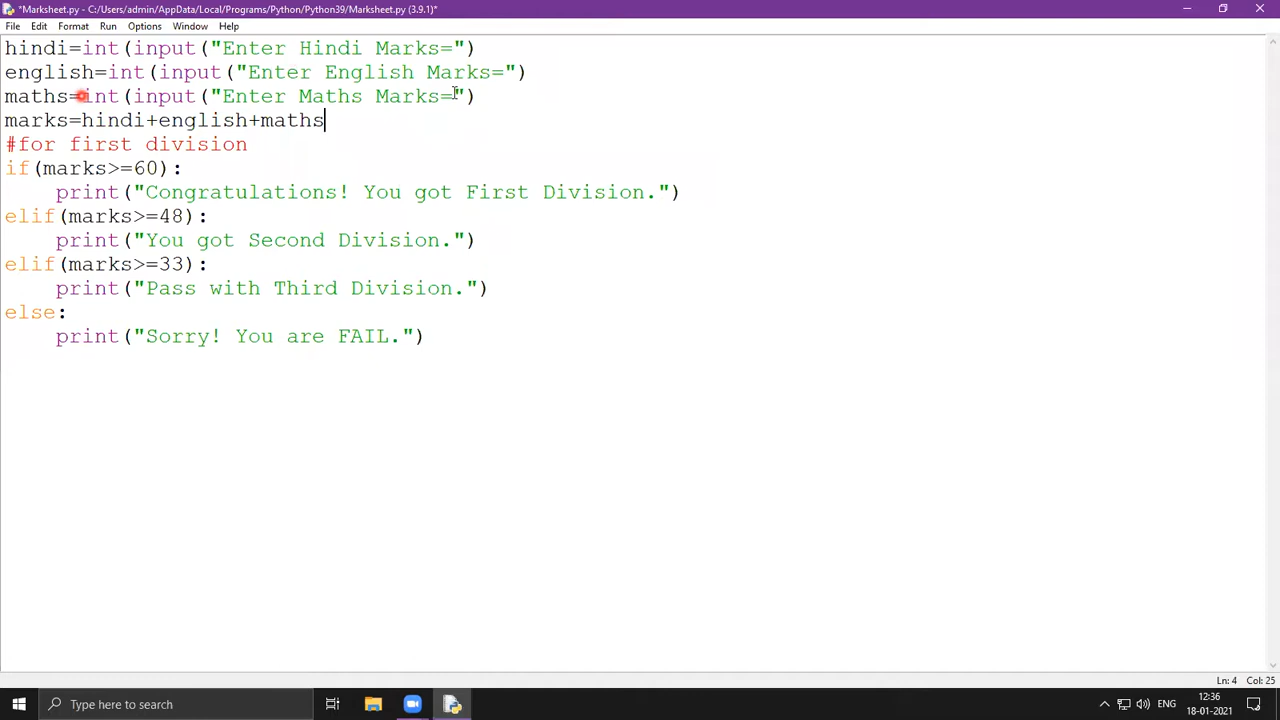 *Marksheet.py - C:/Users/admin/AppData/Local/Programs/Python/Python39/Marksheet.py (3.9.1)*
File Edit Format Run Options Window Help
hindi=int(input("Enter Hindi Marks=")
english=int(input("Enter English Marks=")
maths=int(input("Enter Maths Marks=")
marks=hindi+english+maths
#for first division
if(marks>=60):
    print("Congratulations! You got First Division.")
elif(marks>=48):
    print("You got Second Division.")
elif(marks>=33):
    print("Pass with Third Division.")
else:
    print("Sorry! You are FAIL.")
Ln: 4 Col: 25
Type here to search
ENG
12:36
18-01-2021